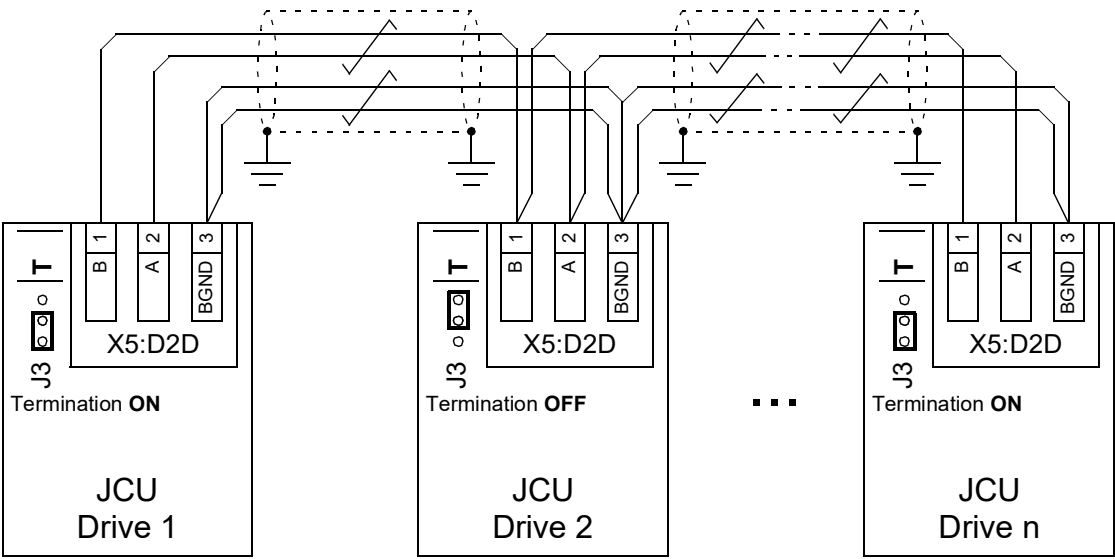 1 2 3
B A BGND
T
X5:D2D
J3
Termination ON
JCU
Drive 1
1 2 3
B A BGND
T
X5:D2D
J3
Termination OFF
JCU
Drive 2
...
1 2 3
B A BGND
T
X5:D2D
J3
Termination ON
JCU
Drive n